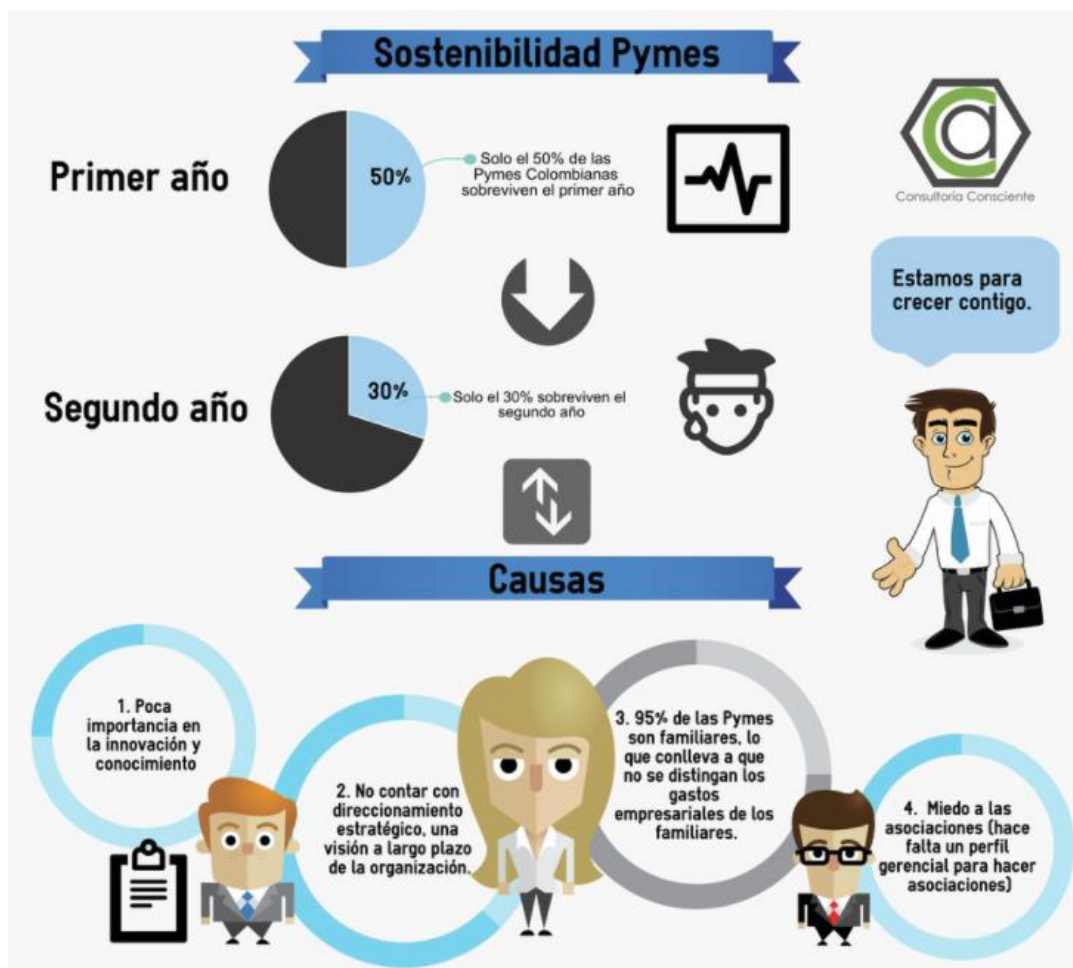 Sostenibilidad Pymes
Consultoría Consciente
Primer año
50%
Solo el 50% de las
Pymes Colombianas
sobreviven el primer año
Estamos para
crecer contigo.
Segundo año
30%
Solo el 30% sobreviven el
segundo año
Causas
1. Poca
importancia en
la innovación y
conocimiento
2. No contar con
direccionamiento
estratégico, una
visión a largo plazo
de la organización.
3. 95% de las Pymes
son familiares, lo
que conlleva a que
no se distingan los
gastos
empresariales de los
familiares.
4. Miedo a las
asociaciones (hace
falta un perfil
gerencial para hacer
asociaciones)